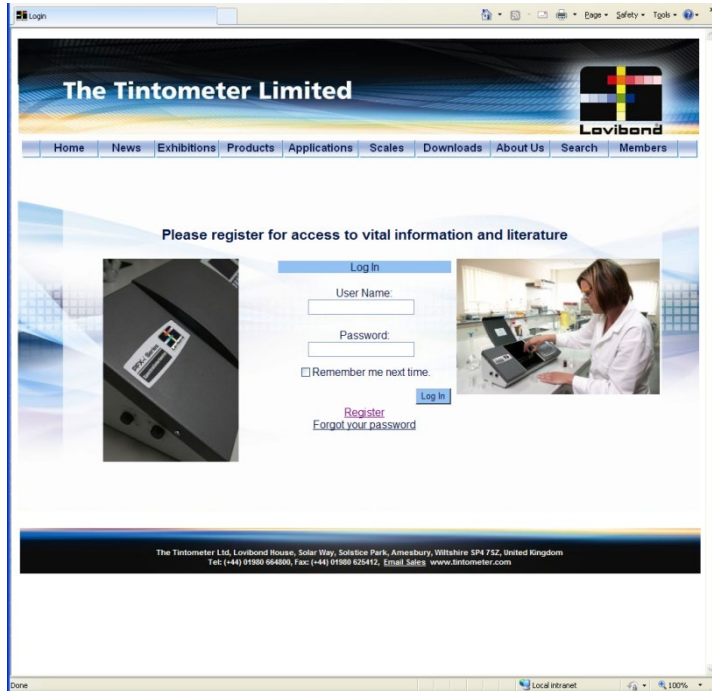 Login
Page Safety Tools
The Tintometer Limited
Lovibond
Home News Exhibitions Products Applications Scales Downloads About Us Search Members
Please register for access to vital information and literature
Log In
User Name:
Password:
Remember me next time.
Log In
Register
Forgot your password
PFX-i Series
The Tintometer Ltd, Lovibond House, Solar Way, Solstice Park, Amesbury, Wiltshire SP4 7SZ, United Kingdom
Tel: (+44) 01980 664800, Fax: (+44) 01980 625412, Email Sales www.tintometer.com
Done Local intranet 100%